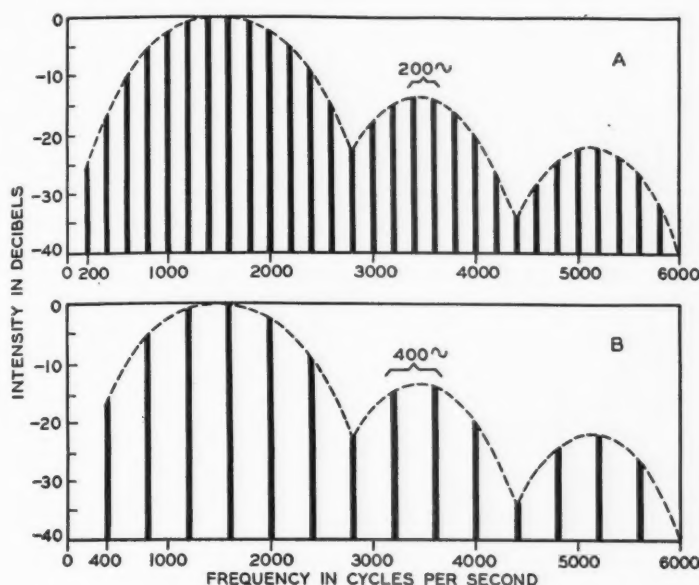 INTENSITY IN DECIBELS
A
200~
0
-10
-20
-30
-40
0 200 1000 2000 3000 4000 5000 6000
B
400~
0
-10
-20
-30
-40
0 400 1000 2000 3000 4000 5000 6000
FREQUENCY IN CYCLES PER SECOND